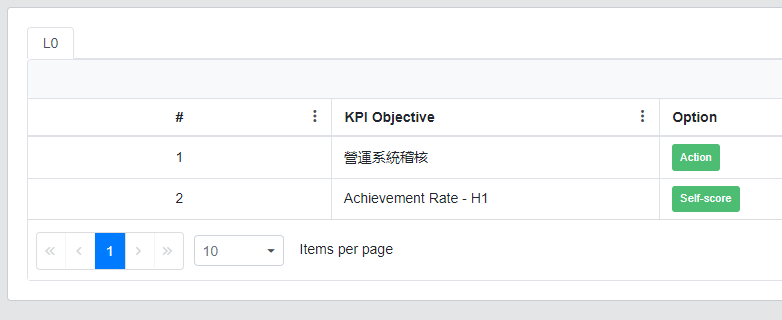 L0
# KPI Objective Option
1 營運系統稽核 Action
2 Achievement Rate - H1 Self-score
« ‹ 1 › » 10 Items per page